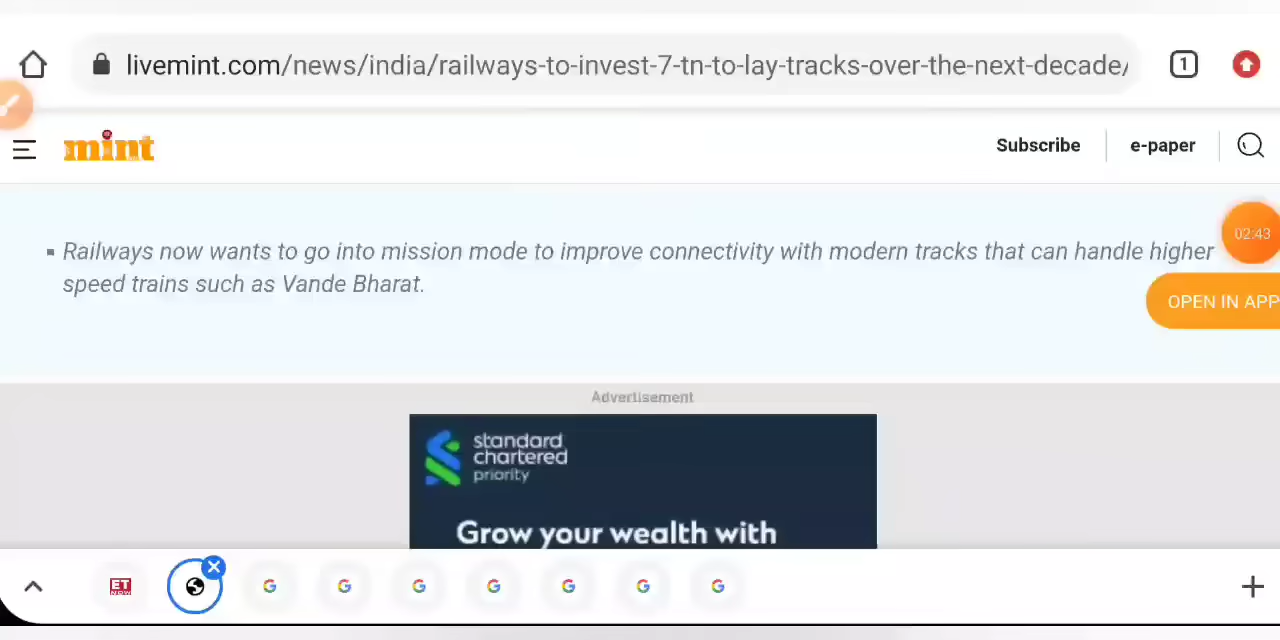 livemint.com/news/india/railways-to-invest-7-tn-to-lay-tracks-over-the-next-decade/
1
mint
Subscribe
e-paper
02:43
▪ Railways now wants to go into mission mode to improve connectivity with modern tracks that can handle higher
speed trains such as Vande Bharat.
OPEN IN APP
Advertisement
standard
chartered
priority
Grow your wealth with
ET
NOW
G G G G G G G